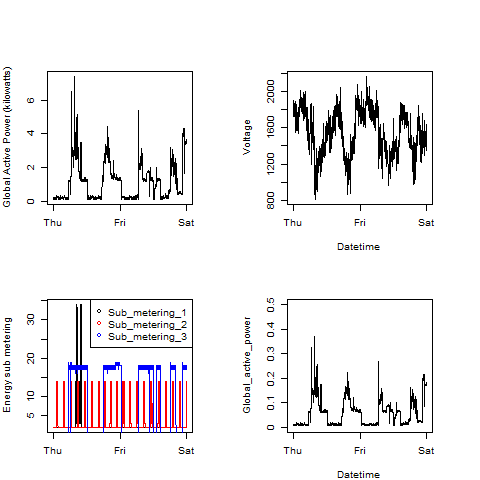 Global Active Power (kilowatts)
0 2 4 6
Thu Fri Sat
Voltage
800 1200 1600 2000
Thu Fri Sat
Datetime
Energy sub metering
5 10 20 30
Sub_metering_1
Sub_metering_2
Sub_metering_3
Thu Fri Sat
Global_active_power
0 0.1 0.2 0.3 0.4 0.5
Thu Fri Sat
Datetime